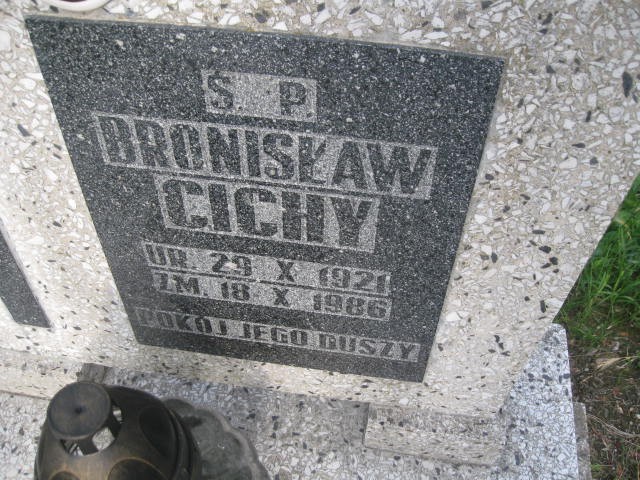 Ś. P.
BRONISŁAW
CICHY
UR. 29 X 1921
ZM. 18 X 1986
POKÓJ JEGO DUSZY